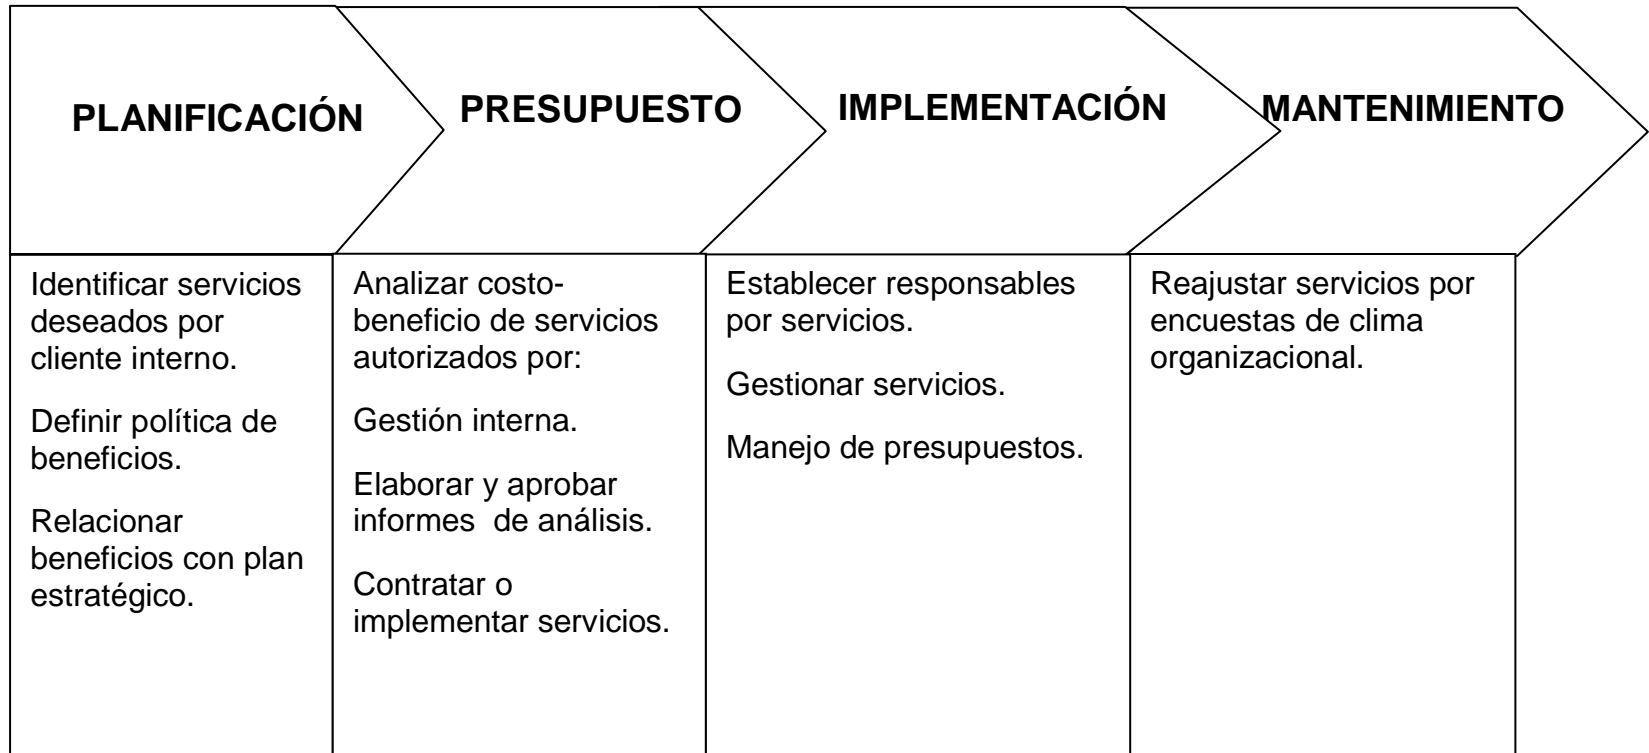 PLANIFICACIÓN
PRESUPUESTO
IMPLEMENTACIÓN
MANTENIMIENTO
Identificar servicios
deseados por
cliente interno.
Definir política de
beneficios.
Relacionar
beneficios con plan
estratégico.
Analizar costo-
beneficio de servicios
autorizados por:
Gestión interna.
Elaborar y aprobar
informes  de análisis.
Contratar o
implementar servicios.
Establecer responsables
por servicios.
Gestionar servicios.
Manejo de presupuestos.
Reajustar servicios por
encuestas de clima
organizacional.